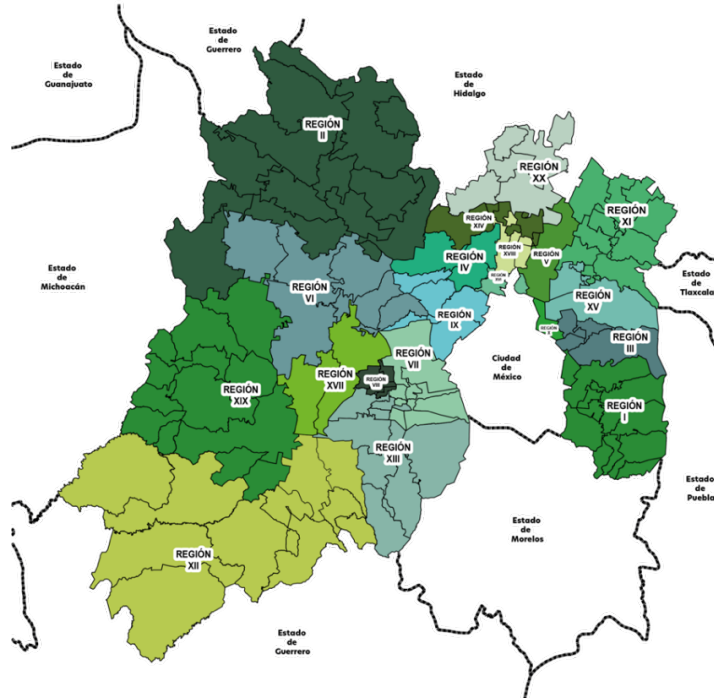 Estado
de
Guerrero
Estado
de
Guanajuato
Estado
de
Hidalgo
REGIÓN
II
REGIÓN
XX
REGIÓN
XI
REGIÓN
XIV
REGIÓN
XVIII
REGIÓN
V
REGIÓN
IV
Estado
de
Michoacán
Estado
de
Tlaxcala
REGIÓN
VI
REGIÓN
XV
REGIÓN
IX
REGIÓN
III
REGIÓN
VII
Ciudad
de
México
REGIÓN
XVII
REGIÓN
VIII
REGIÓN
XIX
REGIÓN
I
REGIÓN
XIII
Estado
de
Puebla
Estado
de
Morelos
REGIÓN
XII
Estado
de
Guerrero